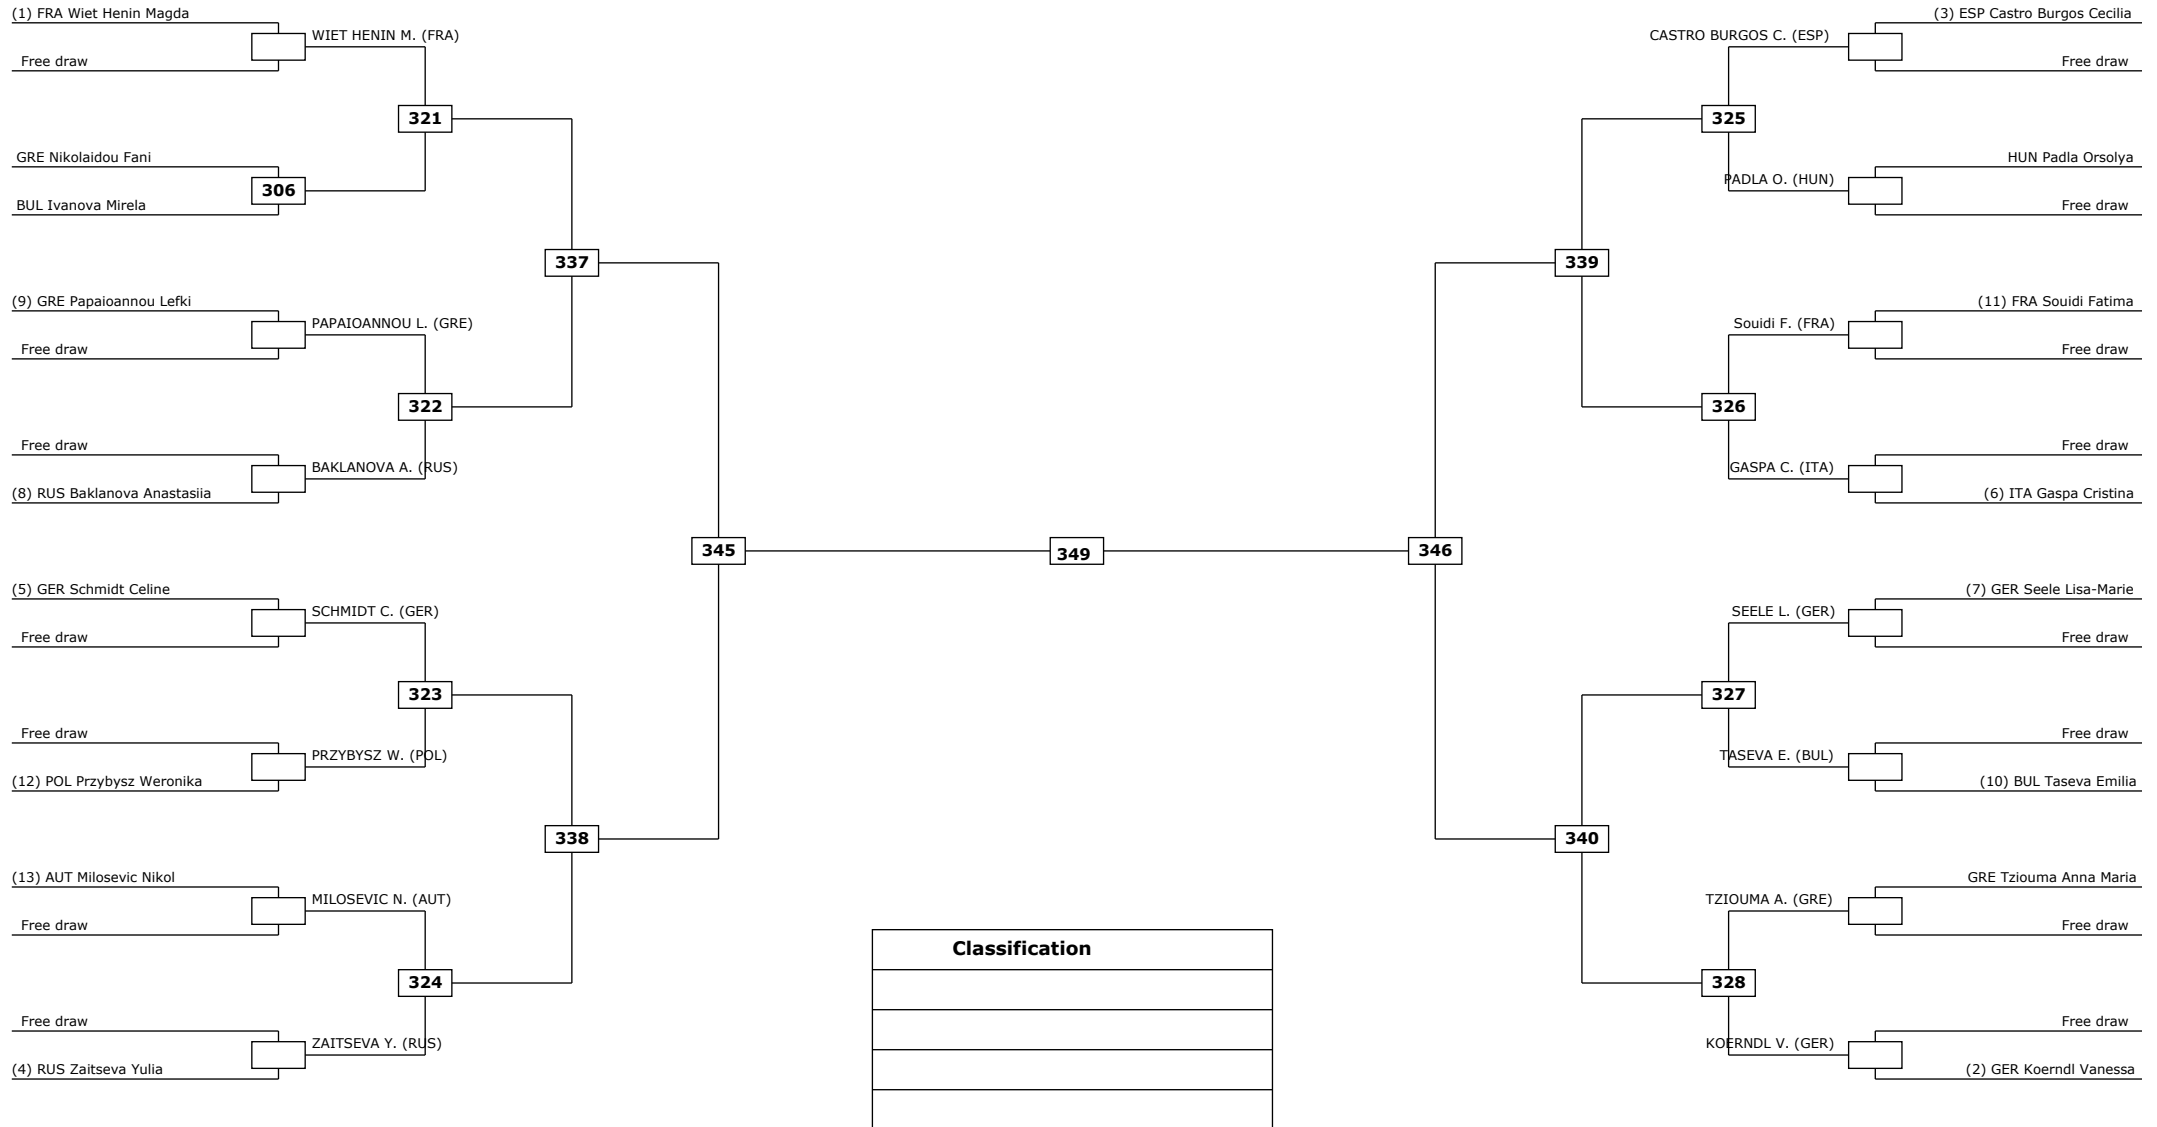 (1) FRA Wiet Henin Magda
WIET HENIN M. (FRA)
Free draw
321
GRE Nikolaidou Fani
306
BUL Ivanova Mirela
337
(9) GRE Papaioannou Lefki
PAPAIOANNOU L. (GRE)
Free draw
322
Free draw
BAKLANOVA A. (RUS)
(8) RUS Baklanova Anastasiia
345
(5) GER Schmidt Celine
SCHMIDT C. (GER)
Free draw
323
Free draw
PRZYBYSZ W. (POL)
(12) POL Przybysz Weronika
338
(13) AUT Milosevic Nikol
MILOSEVIC N. (AUT)
Free draw
324
Free draw
ZAITSEVA Y. (RUS)
(4) RUS Zaitseva Yulia
349
(3) ESP Castro Burgos Cecilia
CASTRO BURGOS C. (ESP)
Free draw
325
HUN Padla Orsolya
PADLA O. (HUN)
Free draw
339
(11) FRA Souidi Fatima
Souidi F. (FRA)
Free draw
326
Free draw
GASPA C. (ITA)
(6) ITA Gaspa Cristina
346
(7) GER Seele Lisa-Marie
SEELE L. (GER)
Free draw
327
Free draw
TASEVA E. (BUL)
(10) BUL Taseva Emilia
340
GRE Tziouma Anna Maria
TZIOUMA A. (GRE)
Free draw
328
Free draw
KOERNDL V. (GER)
(2) GER Koerndl Vanessa
Classification